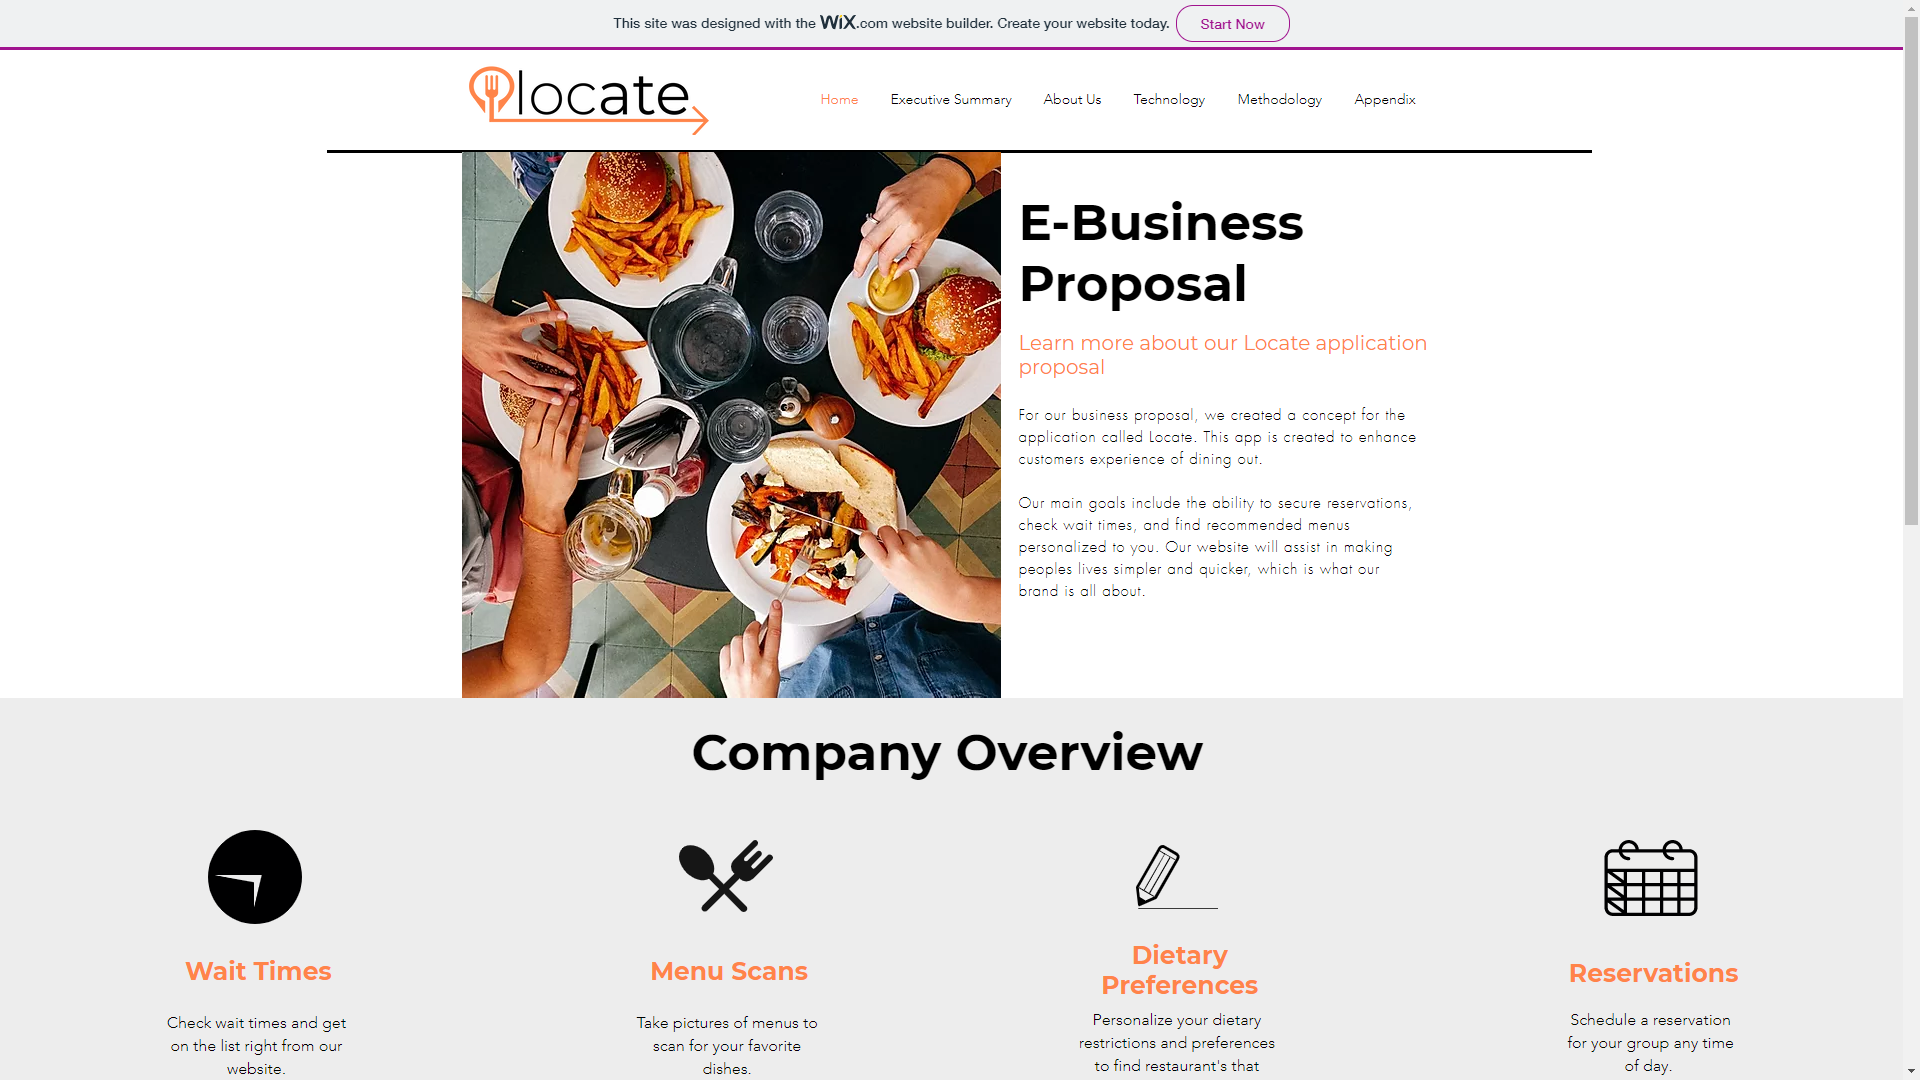 This site was designed with the WiX.com website builder. Create your website today. Start Now
locate
Home Executive Summary About Us Technology Methodology Appendix
E-Business
Proposal
Learn more about our Locate application
proposal
For our business proposal, we created a concept for the
application called Locate. This app is created to enhance
customers experience of dining out.
Our main goals include the ability to secure reservations,
check wait times, and find recommended menus
personalized to you. Our website will assist in making
peoples lives simpler and quicker, which is what our
brand is all about.
Company Overview
Wait Times
Check wait times and get
on the list right from our
website.
Menu Scans
Take pictures of menus to
scan for your favorite
dishes.
Dietary
Preferences
Personalize your dietary
restrictions and preferences
to find restaurant's that
Reservations
Schedule a reservation
for your group any time
of day.